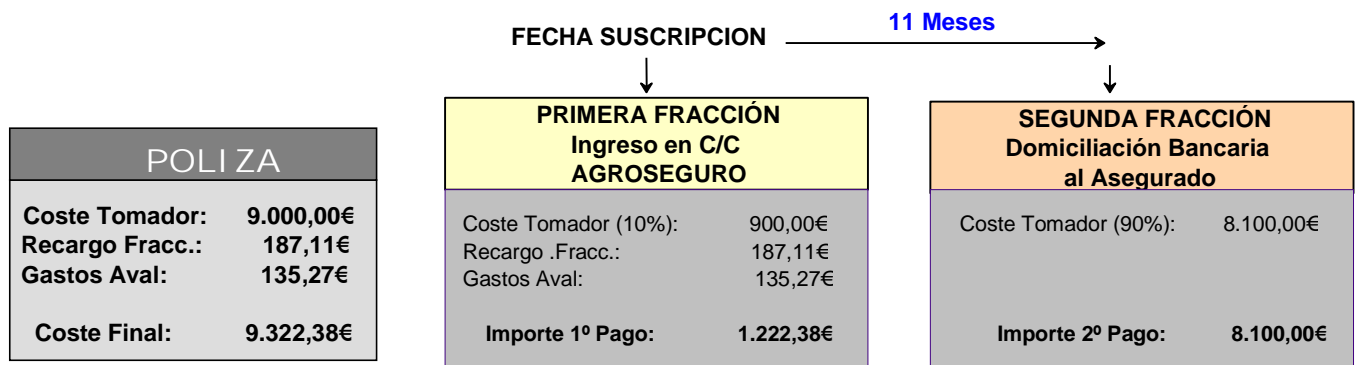 11 Meses
FECHA SUSCRIPCION
POLIZA
Coste Tomador: 9.000,00€
Recargo Fracc.: 187,11€
Gastos Aval: 135,27€
Coste Final: 9.322,38€
PRIMERA FRACCIÓN
Ingreso en C/C
AGROSEGURO
Coste Tomador (10%): 900,00€
Recargo .Fracc.: 187,11€
Gastos Aval: 135,27€
Importe 1º Pago: 1.222,38€
SEGUNDA FRACCIÓN
Domiciliación Bancaria
al Asegurado
Coste Tomador (90%): 8.100,00€
Importe 2º Pago: 8.100,00€